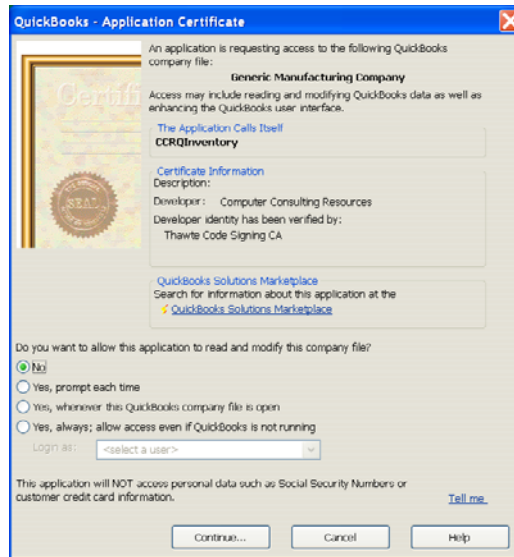 QuickBooks - Application Certificate
An application is requesting access to the following QuickBooks
company file:
Generic Manufacturing Company
Access may include reading and modifying QuickBooks data as well as
enhancing the QuickBooks user interface.
The Application Calls Itself
CCRQInventory
Certificate Information
Description:
Developer: Computer Consulting Resources
Developer identity has been verified by:
Thawte Code Signing CA
SEAL
QuickBooks Solutions Marketplace
Search for information about this application at the
QuickBooks Solutions Marketplace
Do you want to allow this application to read and modify this company file?
No
Yes, prompt each time
Yes, whenever this QuickBooks company file is open
Yes, always; allow access even if QuickBooks is not running
Login as: <select a user>
This application will NOT access personal data such as Social Security Numbers or
customer credit card information.
Tell me
Continue... Cancel Help